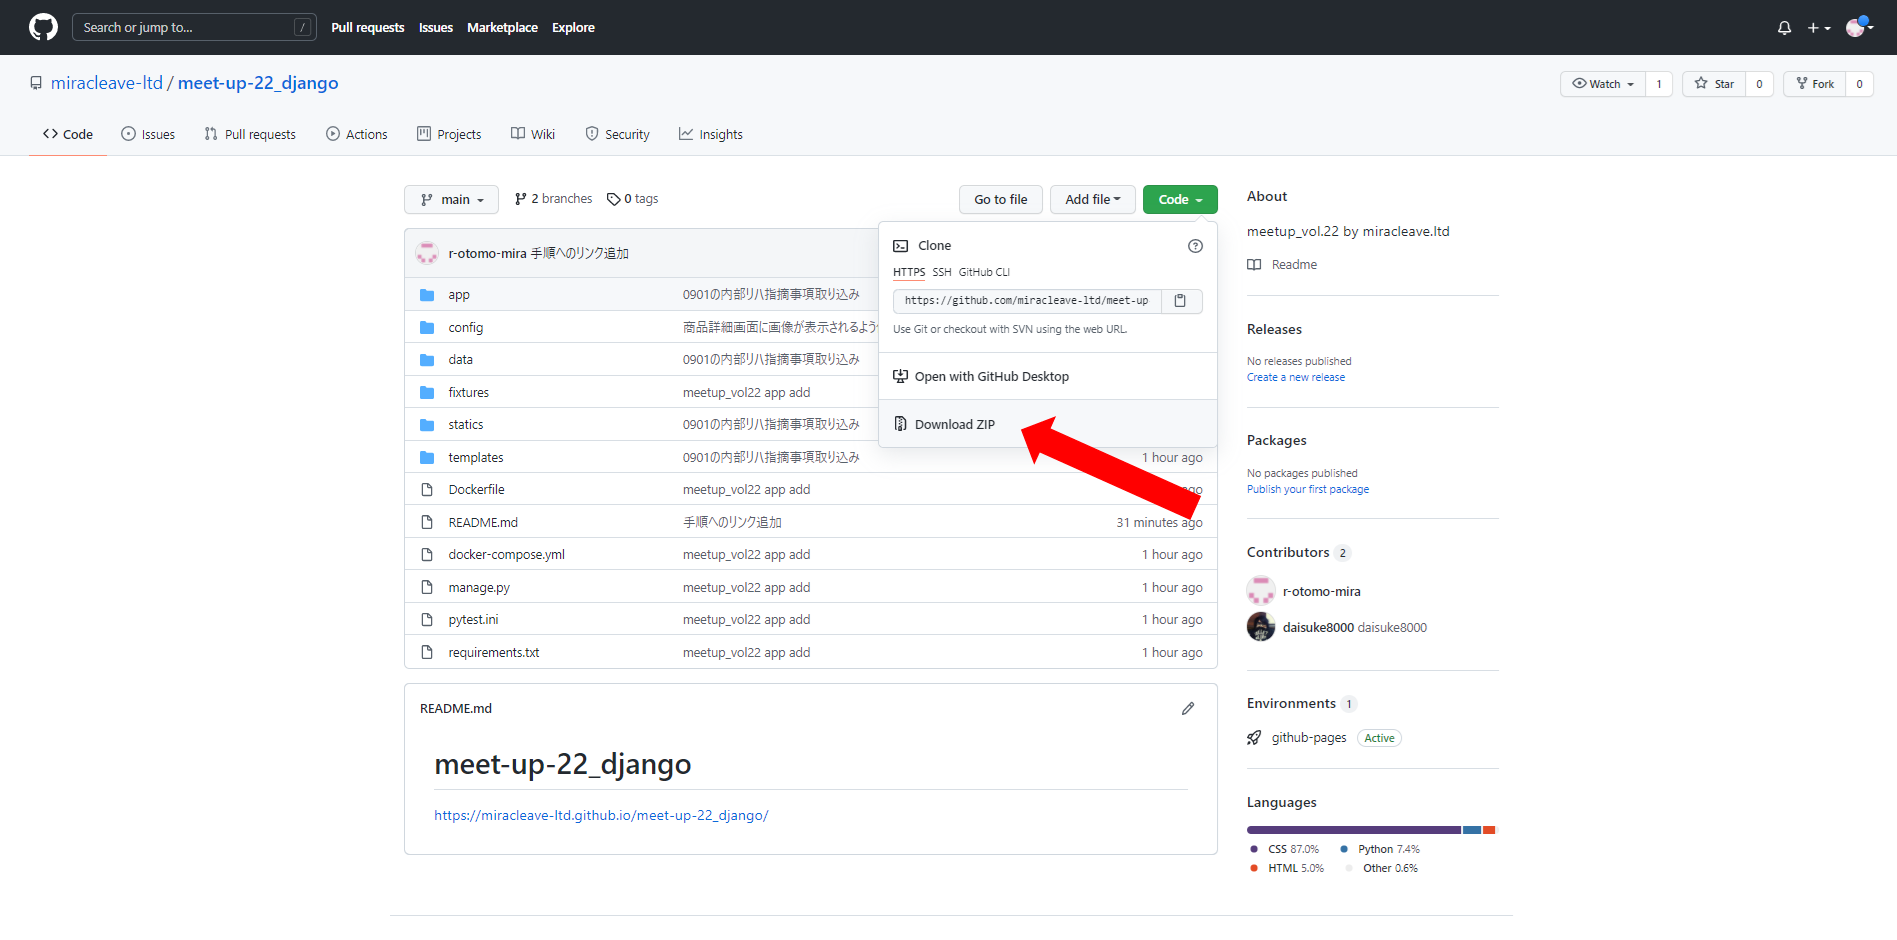 Search or jump to... / Pull requests Issues Marketplace Explore
miracleave-ltd / meet-up-22_django Watch 1 Star 0 Fork 0
Code Issues Pull requests Actions Projects Wiki Security Insights
main 2 branches 0 tags Go to file Add file Code
r-otomo-mira 手順へのリンク追加
app 0901の内部リハ指摘事項取り込み
config 商品詳細画面に画像が表示されるよう
data 0901の内部リハ指摘事項取り込み
fixtures meetup_vol22 app add
statics 0901の内部リハ指摘事項取り込み
templates 0901の内部リハ指摘事項取り込み 1 hour ago
Dockerfile meetup_vol22 app add ago
README.md 手順へのリンク追加 31 minutes ago
docker-compose.yml meetup_vol22 app add 1 hour ago
manage.py meetup_vol22 app add 1 hour ago
pytest.ini meetup_vol22 app add 1 hour ago
requirements.txt meetup_vol22 app add 1 hour ago
Clone
HTTPS SSH GitHub CLI
https://github.com/miracleave-ltd/meet-up
Use Git or checkout with SVN using the web URL.
Open with GitHub Desktop
Download ZIP
README.md
meet-up-22_django
https://miracleave-ltd.github.io/meet-up-22_django/
About
meetup_vol.22 by miracleave.ltd
Readme
Releases
No releases published
Create a new release
Packages
No packages published
Publish your first package
Contributors 2
r-otomo-mira
daisuke8000 daisuke8000
Environments 1
github-pages Active
Languages
CSS 87.0% Python 7.4%
HTML 5.0% Other 0.6%